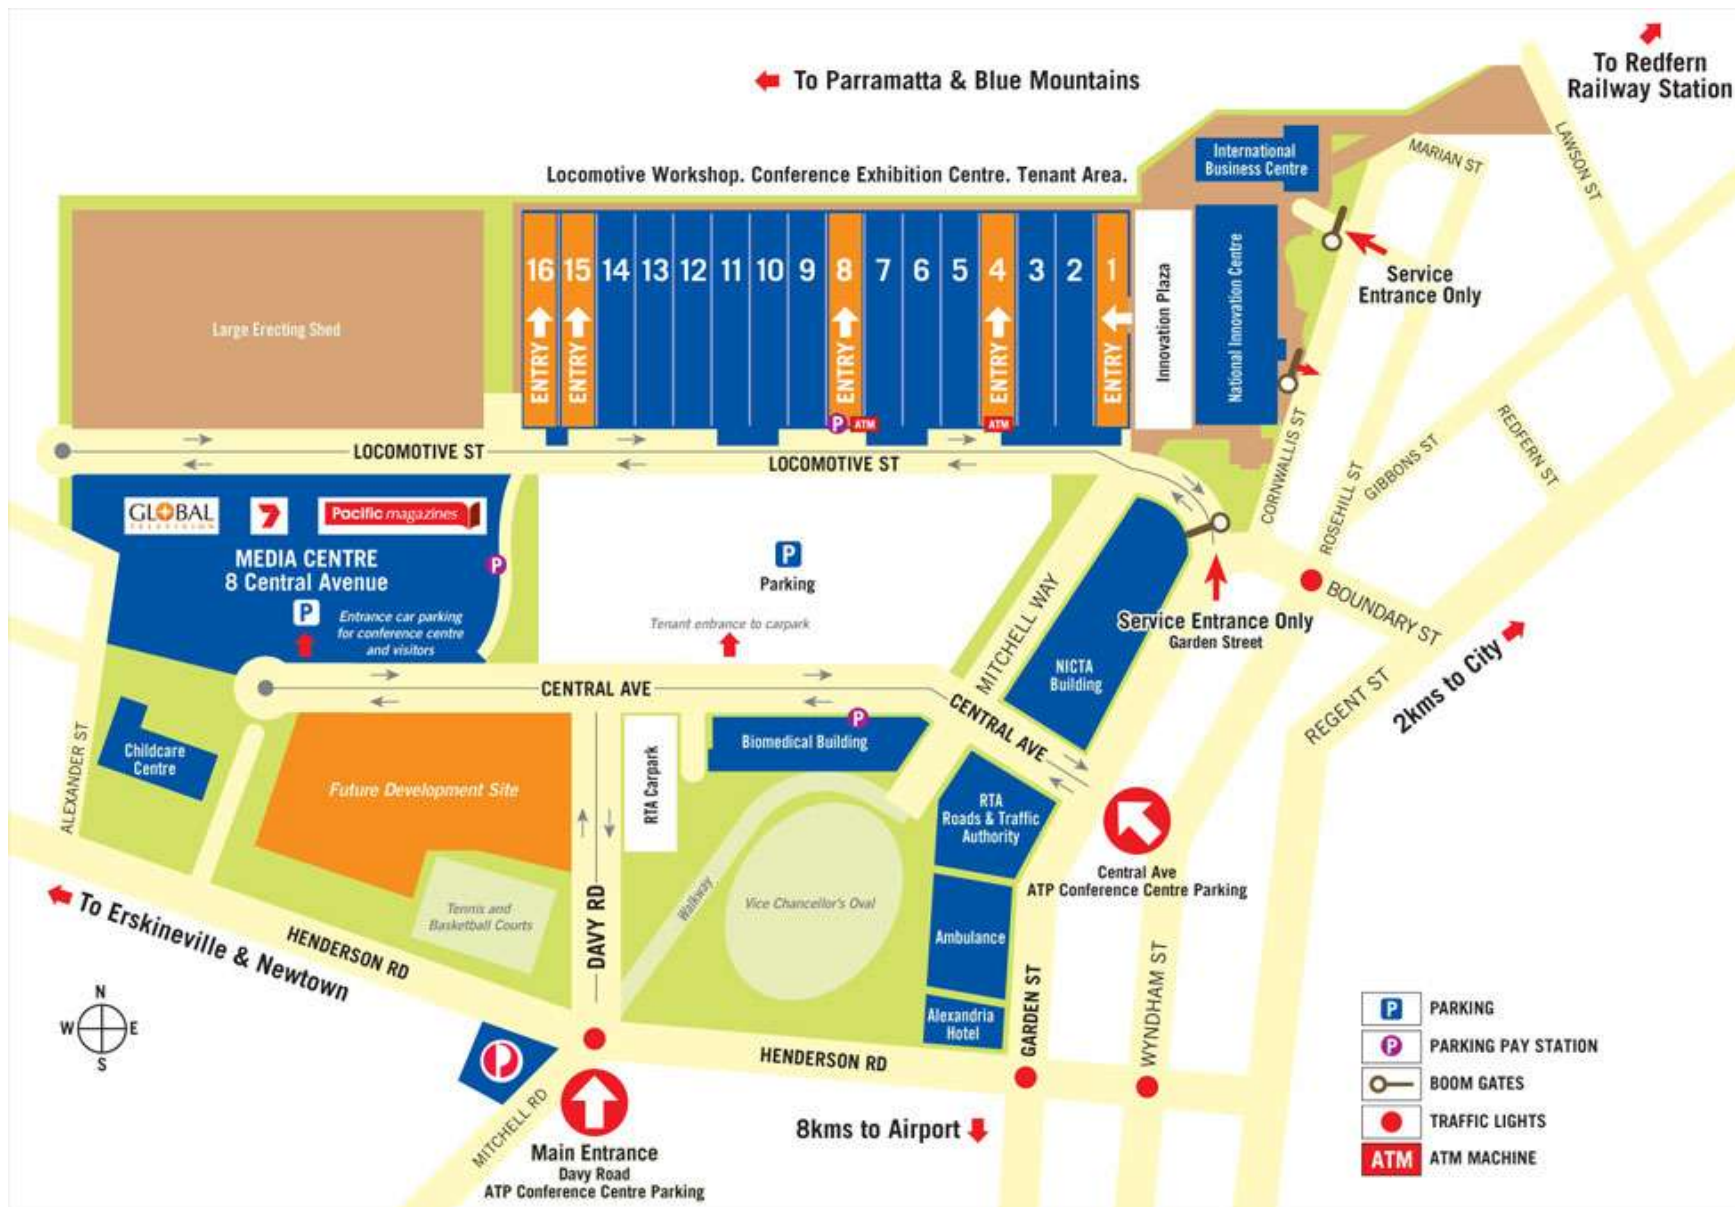 To Redfern
Railway Station
To Parramatta & Blue Mountains
LAWSON ST
MARIAN ST
International
Business Centre
Locomotive Workshop. Conference Exhibition Centre. Tenant Area.
16
15
14
13
12
11
10
9
8
7
6
5
4
3
2
1
ENTRY
ENTRY
ENTRY
ENTRY
ENTRY
Innovation Plaza
National Innovation Centre
Service
Entrance Only
Large Erecting Shed
P
ATM
ATM
LOCOMOTIVE ST
LOCOMOTIVE ST
CORNWALLIS ST
ROSEHILL ST
GIBBONS ST
REDFERN ST
GLOBAL
TELEVISION
7
Pacific magazines
MEDIA CENTRE
8 Central Avenue
P
P
Entrance car parking
for conference centre
and visitors
P
Parking
Tenant entrance to carpark
MITCHELL WAY
Service Entrance Only
Garden Street
BOUNDARY ST
NICTA
Building
REGENT ST
2kms to City
CENTRAL AVE
CENTRAL AVE
ALEXANDER ST
Childcare
Centre
Future Development Site
RTA Carpark
P
Biomedical Building
RTA
Roads & Traffic
Authority
Central Ave
ATP Conference Centre Parking
Walkway
Vice Chancellor's Oval
Tennis and
Basketball Courts
DAVY RD
Ambulance
Alexandria
Hotel
GARDEN ST
WYNDHAM ST
To Erskineville & Newtown
HENDERSON RD
HENDERSON RD
N
W
E
S
MITCHELL RD
Main Entrance
Davy Road
ATP Conference Centre Parking
8kms to Airport
P PARKING
P PARKING PAY STATION
BOOM GATES
TRAFFIC LIGHTS
ATM ATM MACHINE